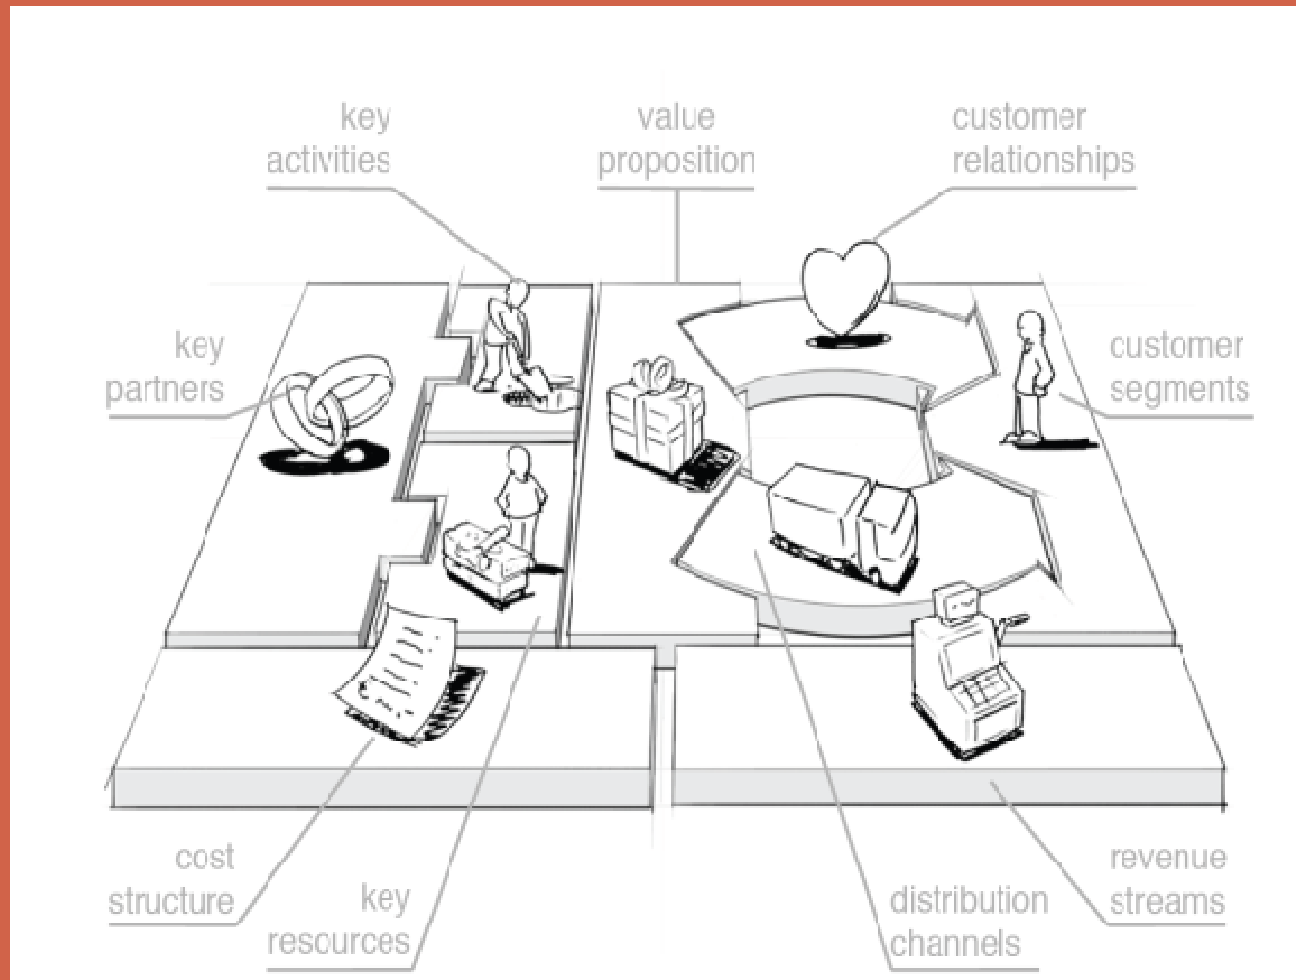 key
activities
value
proposition
customer
relationships
key
partners
customer
segments
cost
structure
key
resources
distribution
channels
revenue
streams